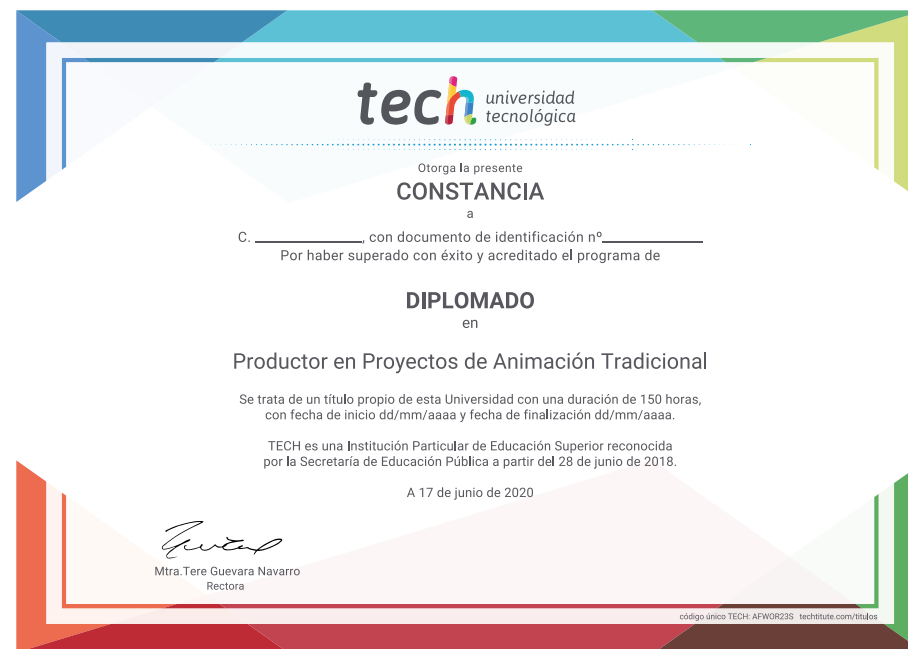 tech universidad
tecnológica
Otorga la presente
CONSTANCIA
a
C. ____________, con documento de identificación nº____________
Por haber superado con éxito y acreditado el programa de
DIPLOMADO
en
Productor en Proyectos de Animación Tradicional
Se trata de un título propio de esta Universidad con una duración de 150 horas,
con fecha de inicio dd/mm/aaaa y fecha de finalización dd/mm/aaaa.
TECH es una Institución Particular de Educación Superior reconocida
por la Secretaría de Educación Pública a partir del 28 de junio de 2018.
A 17 de junio de 2020
Mtra.Tere Guevara Navarro
Rectora
código único TECH: AFWOR23S techtitute.com/titulos